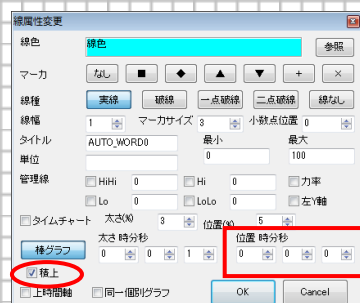 線属性変更
線色 線色 参照
マーカ なし ■ ◆ ▲ ▼ + ×
線種 実線 破線 一点破線 二点破線 線なし
線幅 1 マーカサイズ 3 小数点位置 0
タイトル AUTO_WORD0 最小 最大
単位 0 100
管理線 HiHi 0 Hi 0 力率
Lo 0 LoLo 0 左Y軸
タイムチャート 太さ(%) 3 位置(%) 5
棒グラフ 太さ 時分秒 位置 時分秒
0 0 1 0 0 0
積上
上時間軸 同一個別グラフ OK Cancel